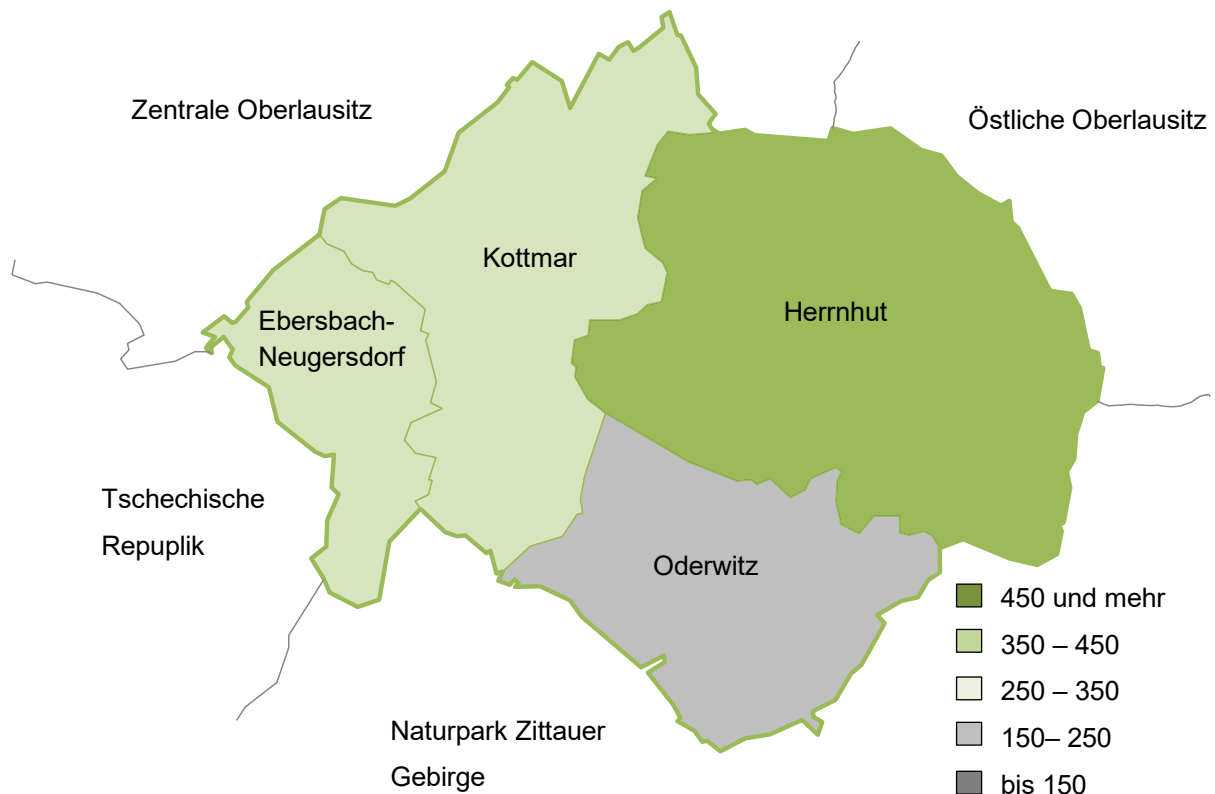 Zentrale Oberlausitz
Östliche Oberlausitz
Kottmar
Herrnhut
Ebersbach-
Neugersdorf
Tschechische
Repuplik
Oderwitz
Naturpark Zittauer
Gebirge
450 und mehr
350 – 450
250 – 350
150– 250
bis 150